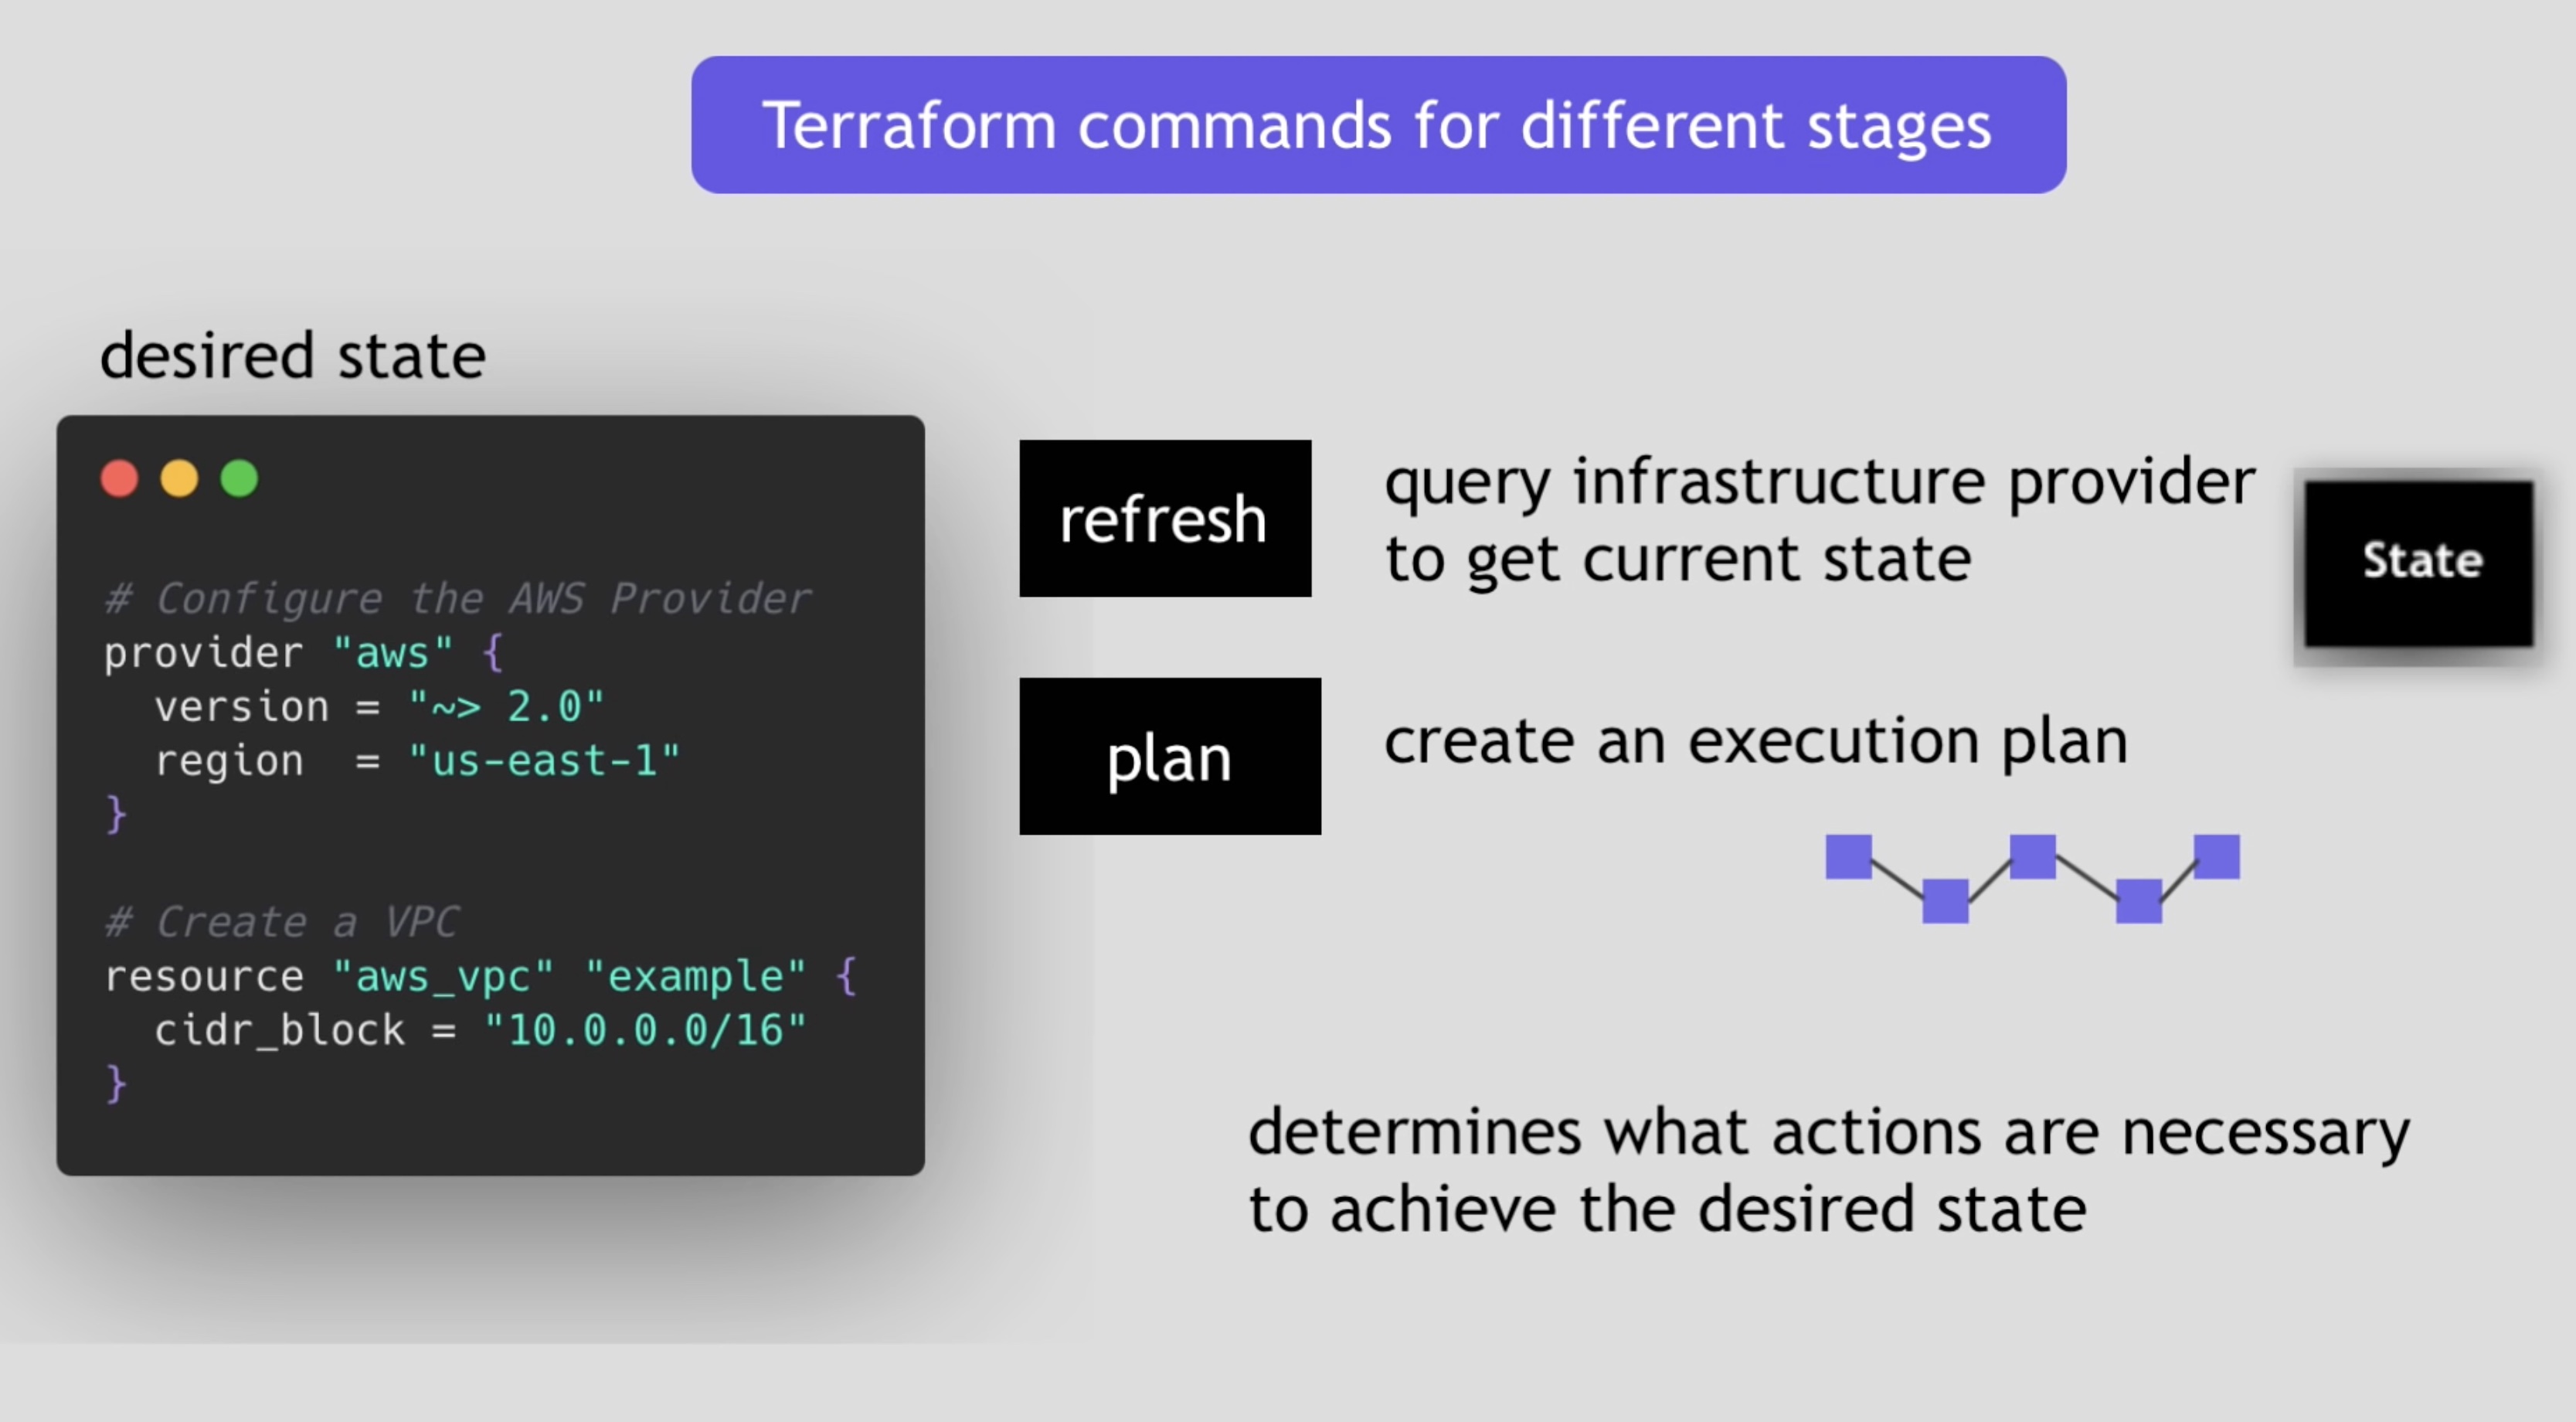 Terraform commands for different stages
desired state
# Configure the AWS Provider
provider "aws" {
  version = "~> 2.0"
  region  = "us-east-1"
}
# Create a VPC
resource "aws_vpc" "example" {
  cidr_block = "10.0.0.0/16"
}
refresh
query infrastructure provider
to get current state
State
plan
create an execution plan
determines what actions are necessary
to achieve the desired state